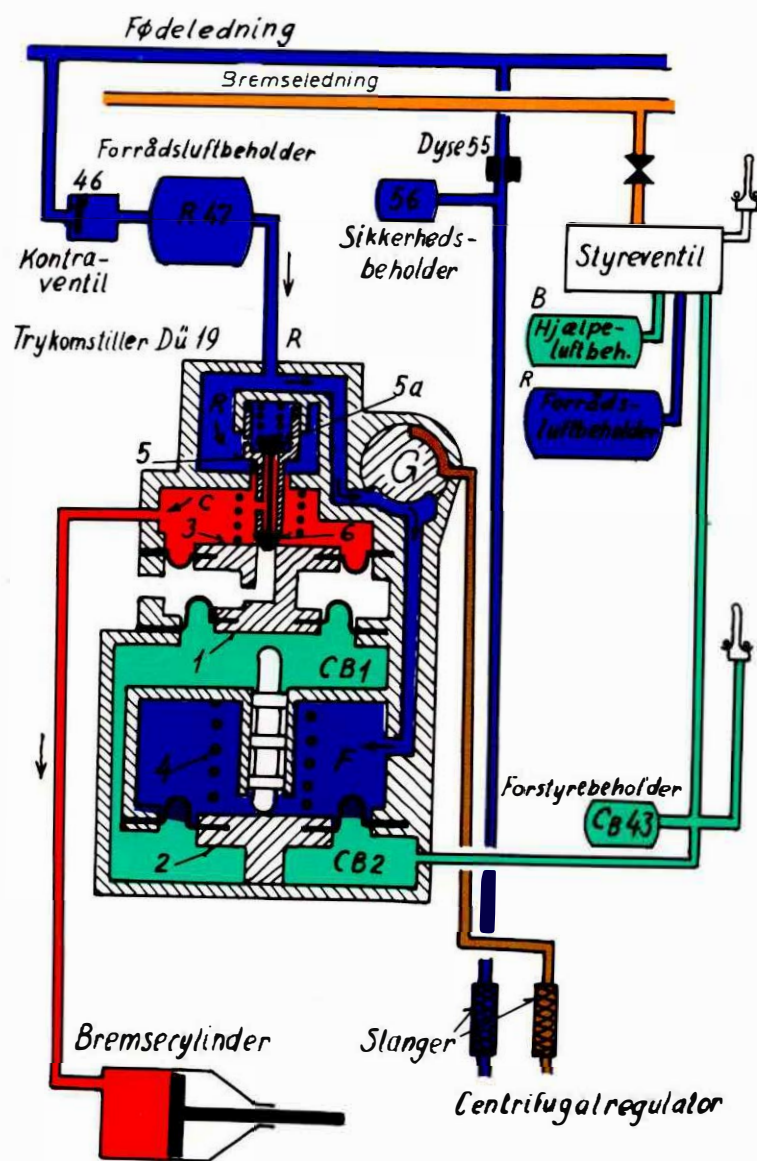 Fødeledning
Bremseledning
Forrådsluftbeholder
46
R 47
Kontra-
ventil
Dyse 55
56
Sikkerheds-
beholder
Styreventil
B
Hjælpe-
luftbeh.
R
Forråds-
luftbeholder
Trykomstiller Dü 19
R
5a
R
5
G
C
3
6
1
CB1
4
F
2
CB2
Forstyrebeholder
CB 43
Slanger
Bremsecylinder
Centrifugalregulator